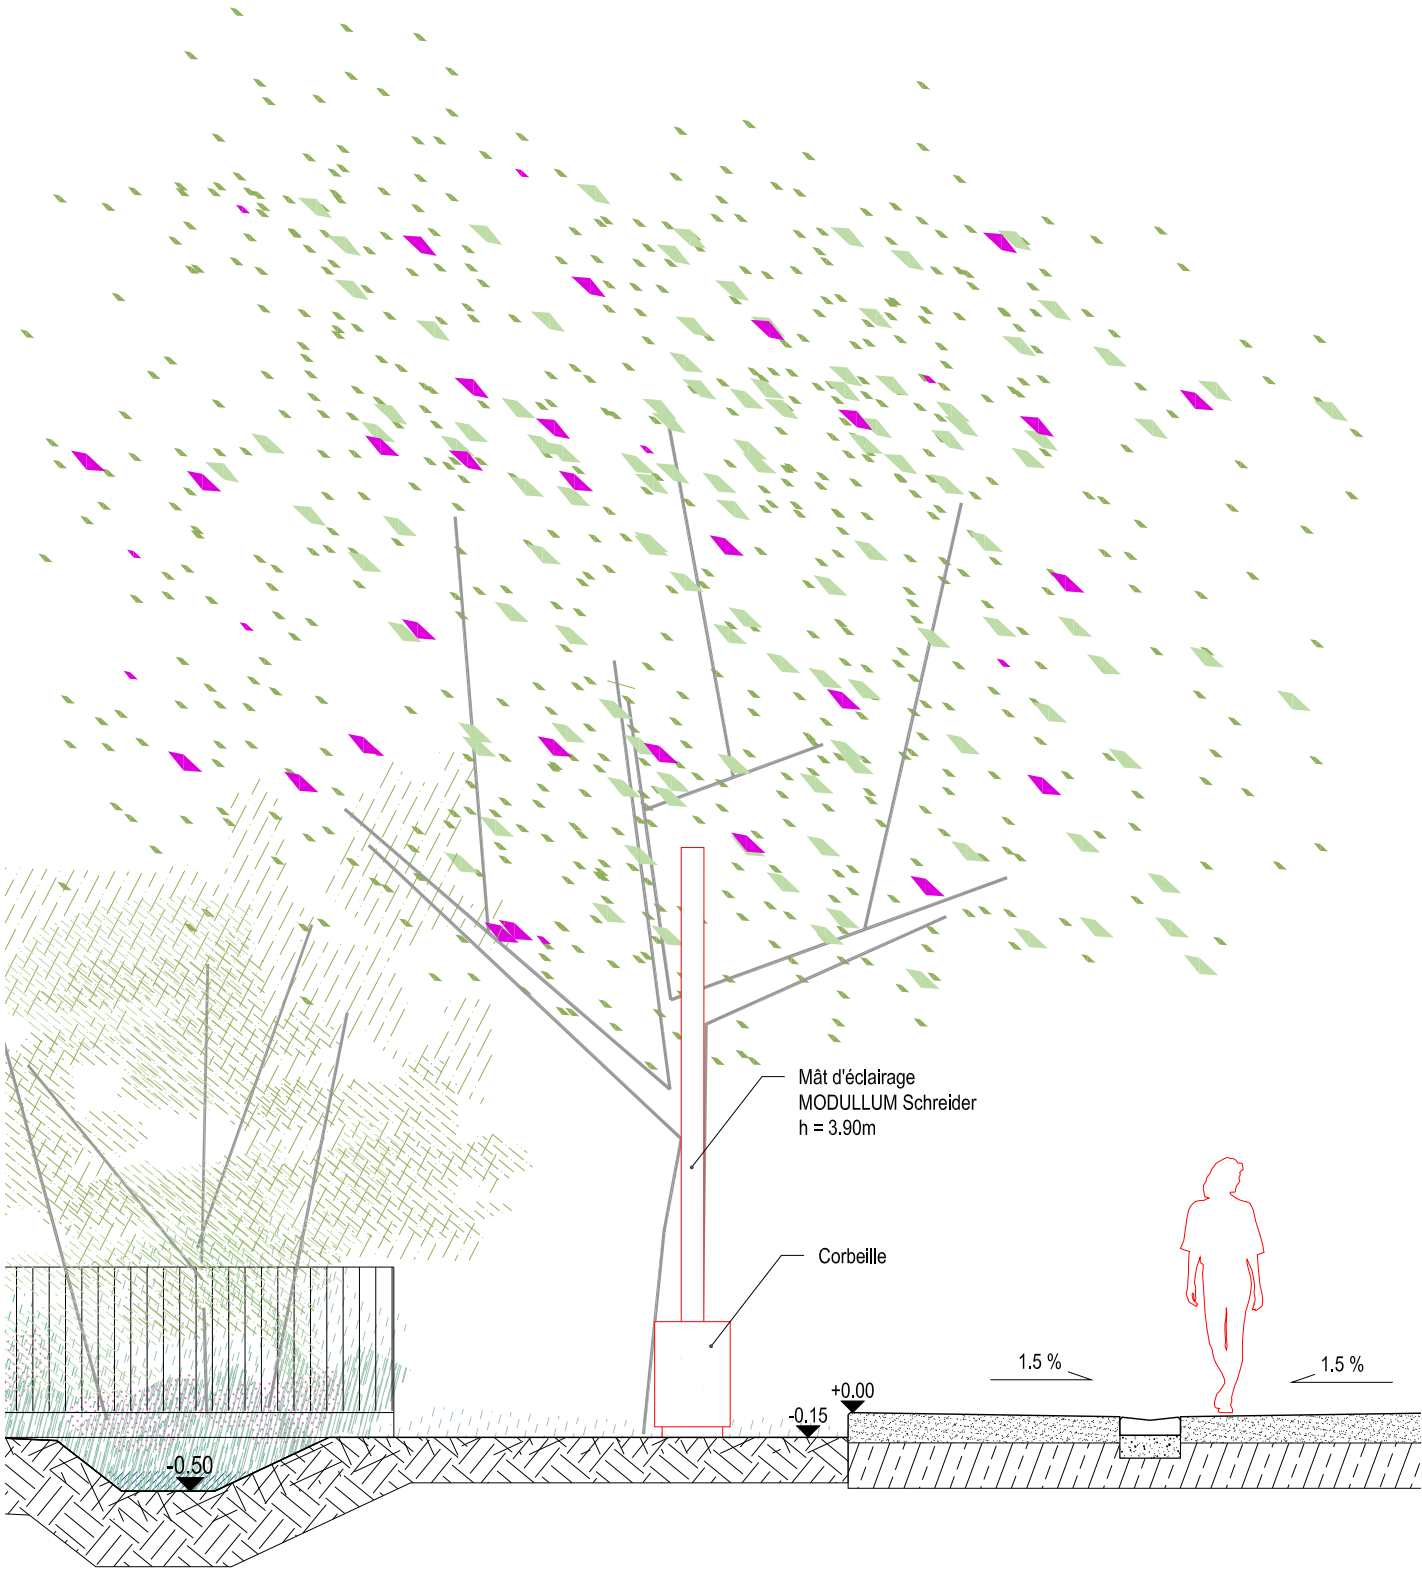 Mât d'éclairage
MODULLUM Schreider
h = 3.90m
Corbeille
1.5 %
1.5 %
+0.00
-0.15
-0.50